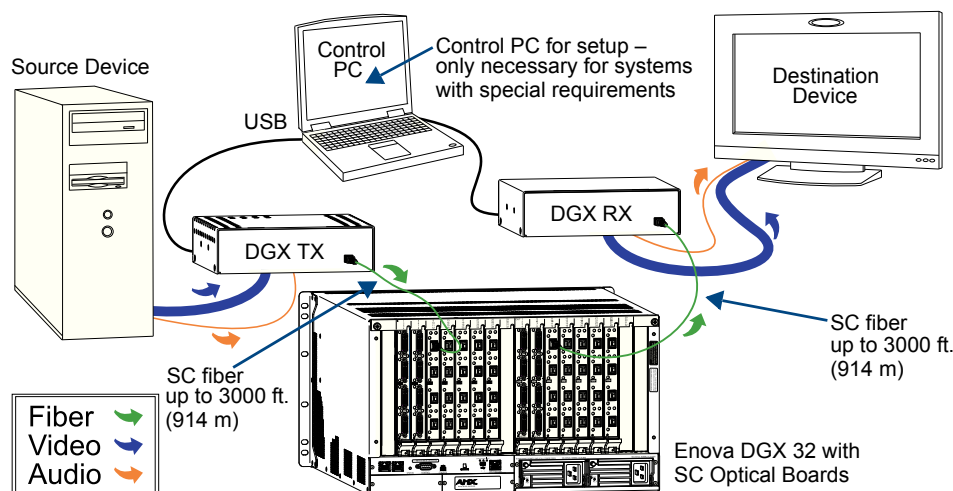 Source Device
Control
PC
Control PC for setup –
only necessary for systems
with special requirements
Destination
Device
USB
DGX TX
DGX RX
SC fiber
up to 3000 ft.
(914 m)
SC fiber
up to 3000 ft.
(914 m)
Fiber
Video
Audio
AMX
Enova DGX 32 with
SC Optical Boards